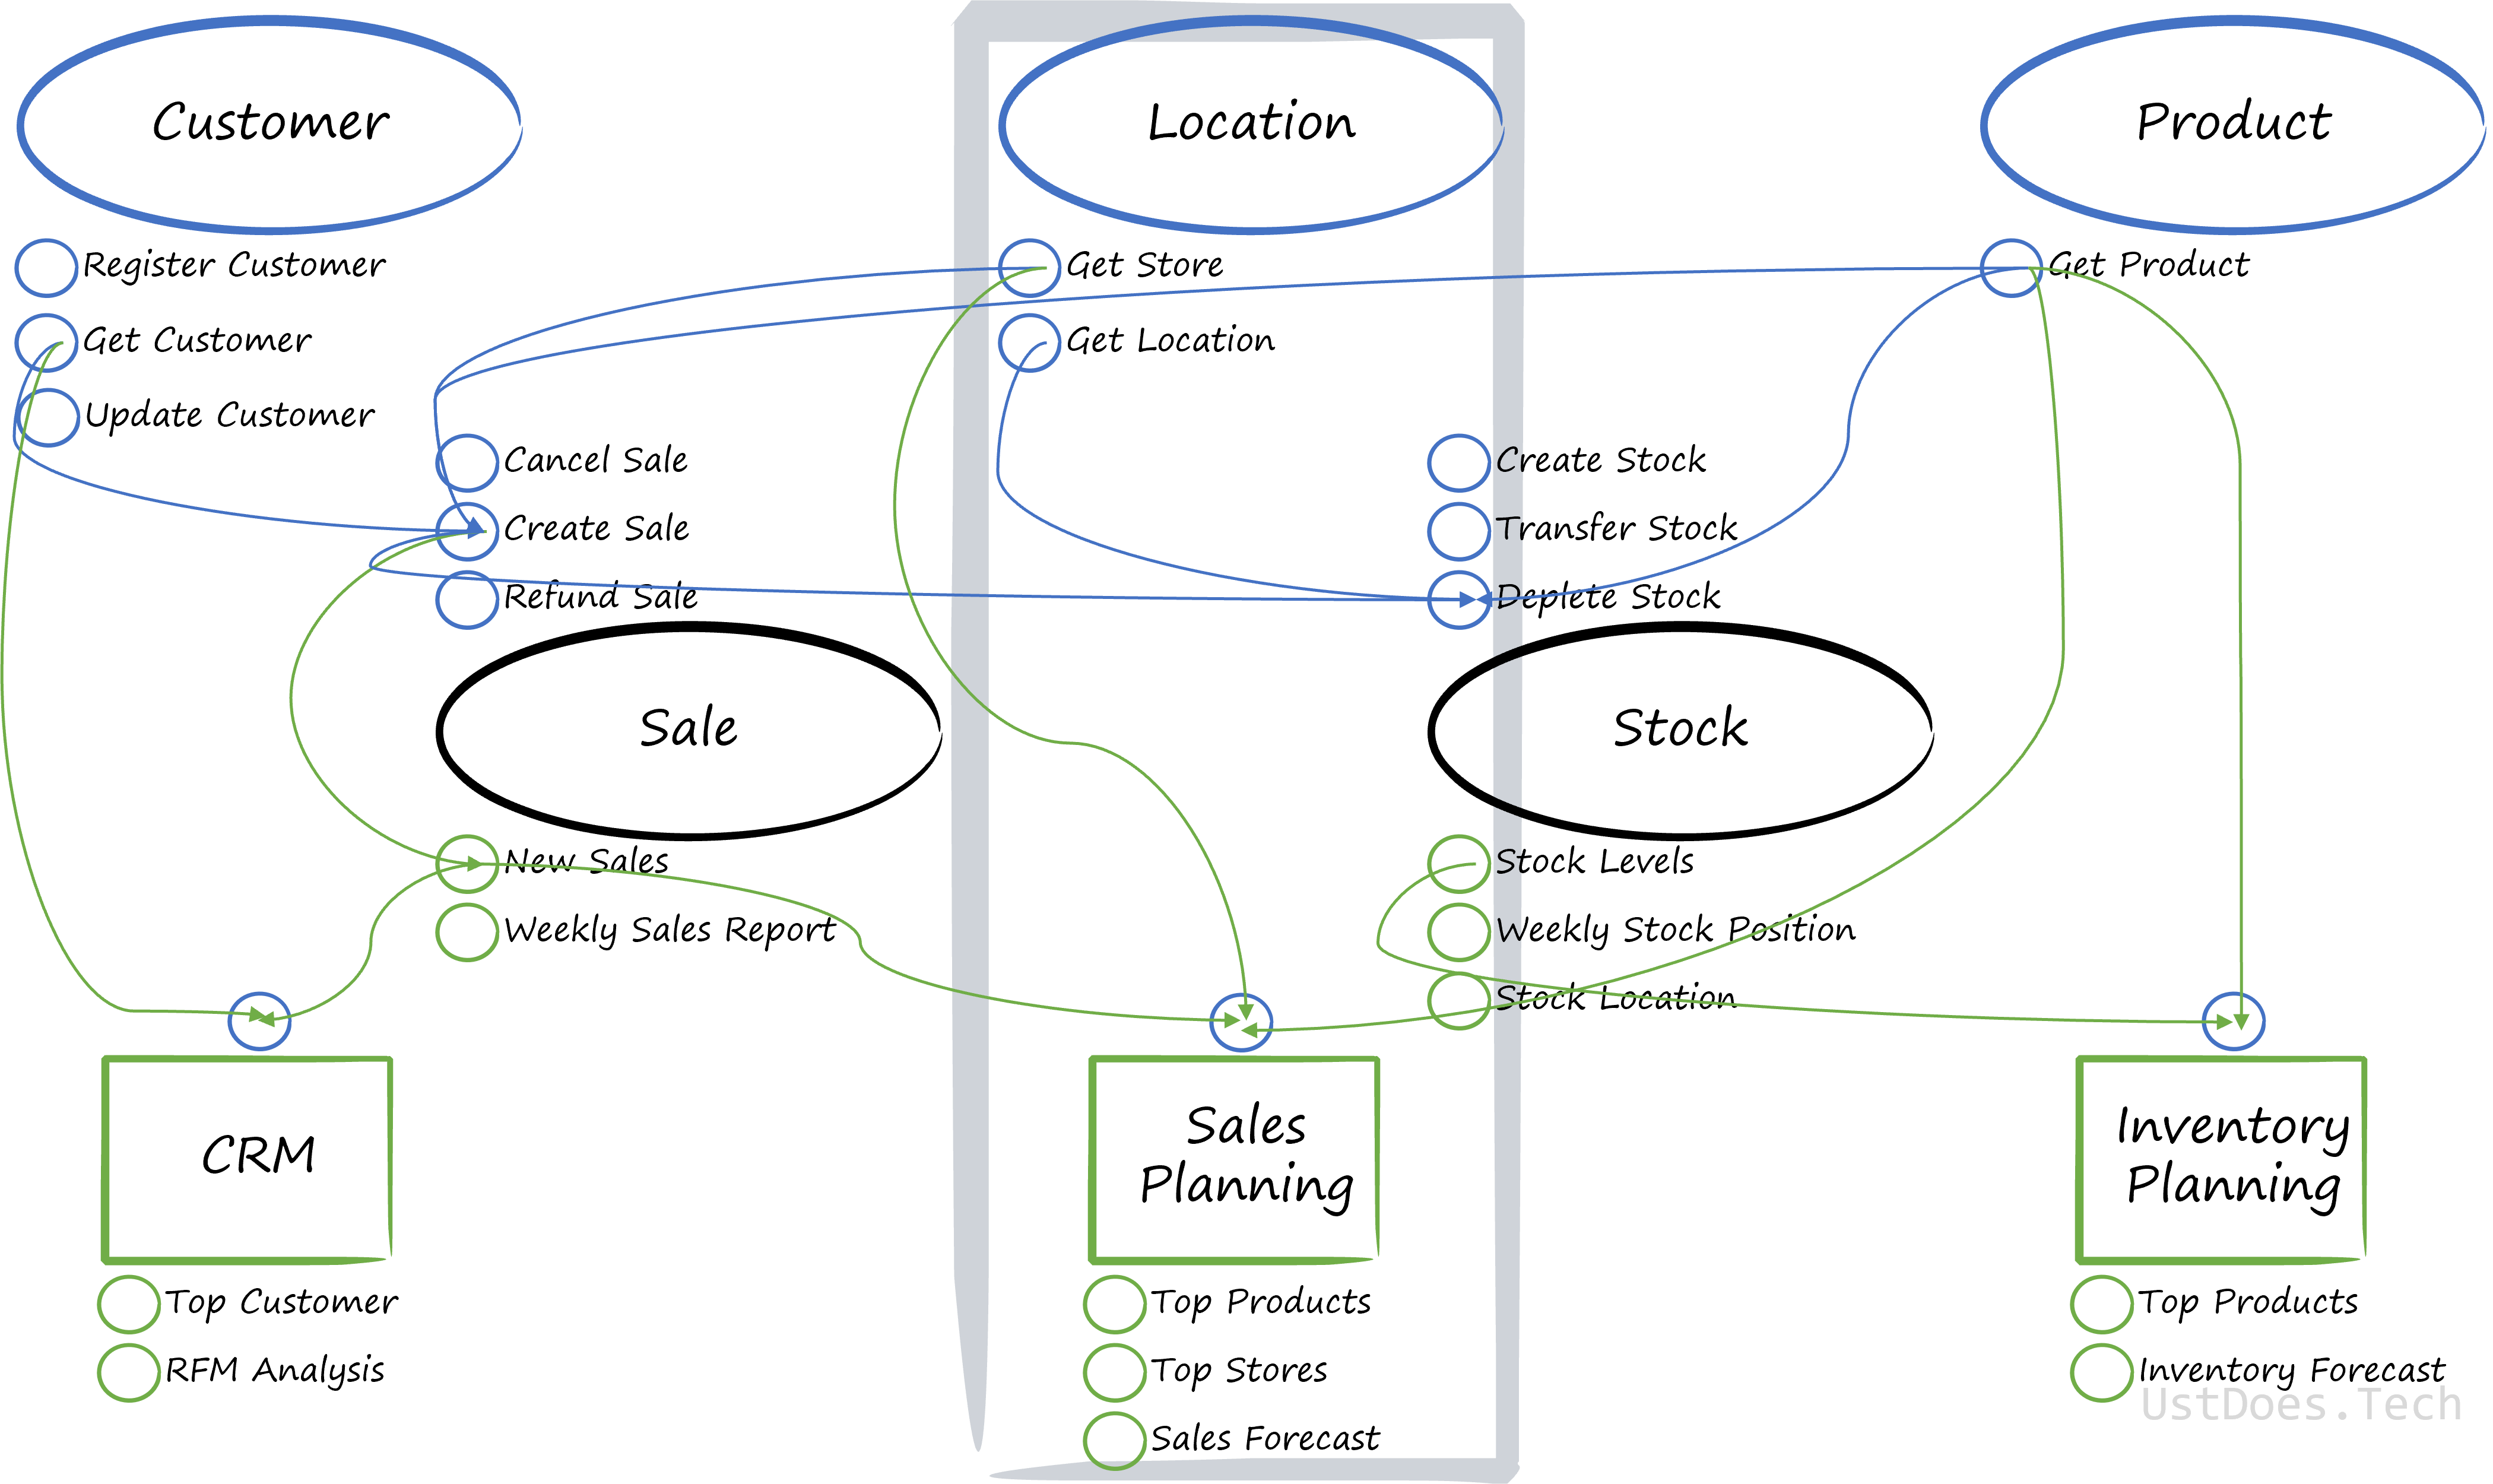 Customer
Location
Product
Register Customer
Get Store
Get Product
Get Customer
Get Location
Update Customer
Cancel Sale
Create Stock
Create Sale
Transfer Stock
Refund Sale
Deplete Stock
Sale
Stock
New Sales
Stock Levels
Weekly Sales Report
Weekly Stock Position
Stock Location
CRM
Sales
Planning
Inventory
Planning
Top Customer
Top Products
Top Products
RFM Analysis
Top Stores
Inventory Forecast
UstDoes.Tech
Sales Forecast